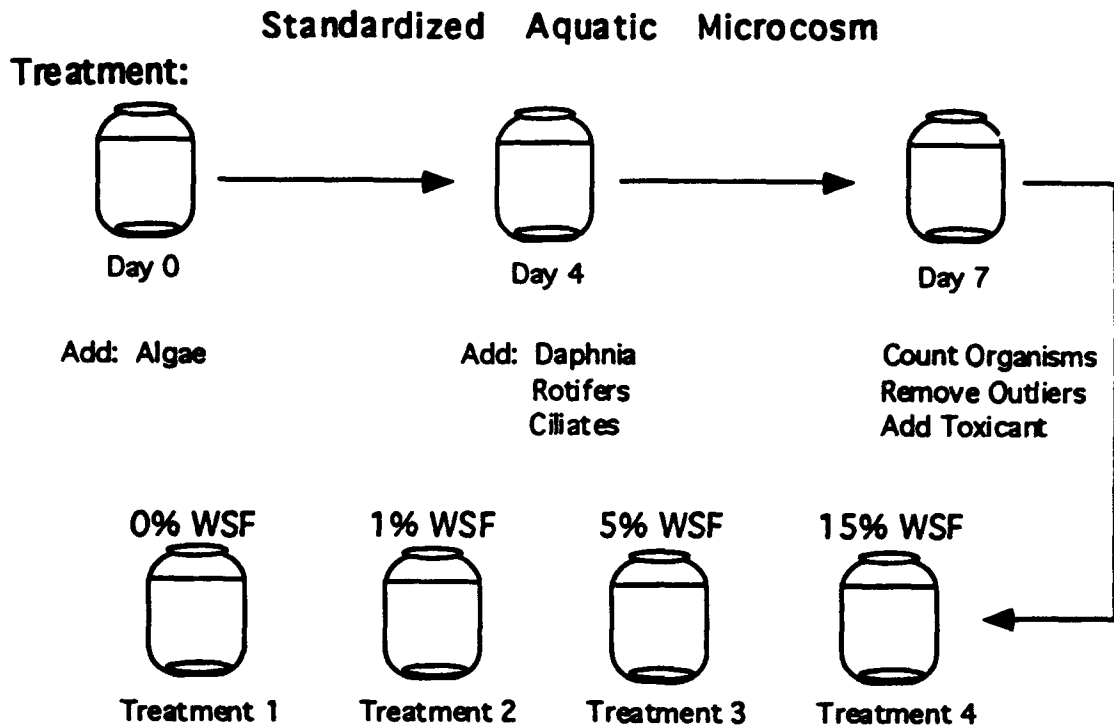 Standardized Aquatic Microcosm
Treatment:
Day 0
Day 4
Day 7
Add: Algae
Add: Daphnia
Rotifers
Ciliates
Count Organisms
Remove Outliers
Add Toxicant
0% WSF
1% WSF
5% WSF
15% WSF
Treatment 1
Treatment 2
Treatment 3
Treatment 4